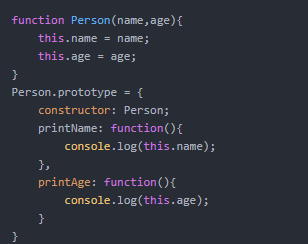 function Person(name,age){
    this.name = name;
    this.age = age;
}
Person.prototype = {
    constructor: Person;
    printName: function(){
        console.log(this.name);
    },
    printAge: function(){
        console.log(this.age);
    }
}